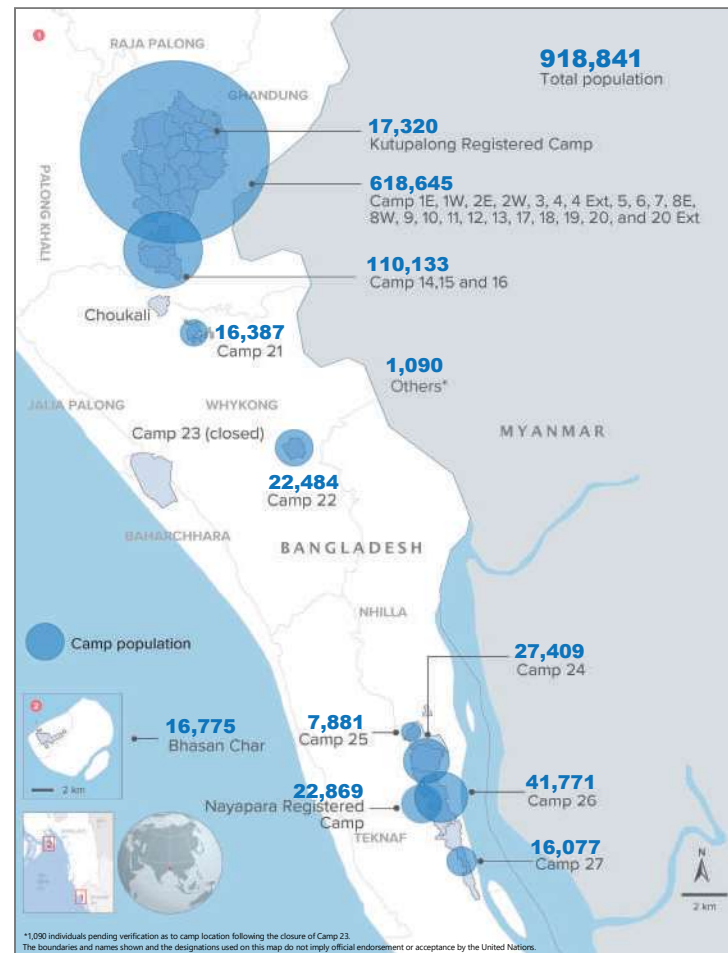 1
RAJA PALONG
918,841
Total population
GHANDUNG
17,320
Kutupalong Registered Camp
PALONG KHALI
618,645
Camp 1E, 1W, 2E, 2W, 3, 4, 4 Ext, 5, 6, 7, 8E,
8W, 9, 10, 11, 12, 13, 17, 18, 19, 20, and 20 Ext
110,133
Camp 14,15 and 16
Choukali
16,387
Camp 21
1,090
Others*
JALIA PALONG
WHYKONG
MYANMAR
Camp 23 (closed)
22,484
Camp 22
BAHARCHHARA
BANGLADESH
NHILLA
Camp population
27,409
Camp 24
2
16,775
Bhasan Char
2 km
7,881
Camp 25
22,869
Nayapara Registered
Camp
41,771
Camp 26
TEKNAF
16,077
Camp 27
2
1
N
2 km
*1,090 individuals pending verification as to camp location following the closure of Camp 23.
The boundaries and names shown and the designations used on this map do not imply official endorsement or acceptance by the United Nations.